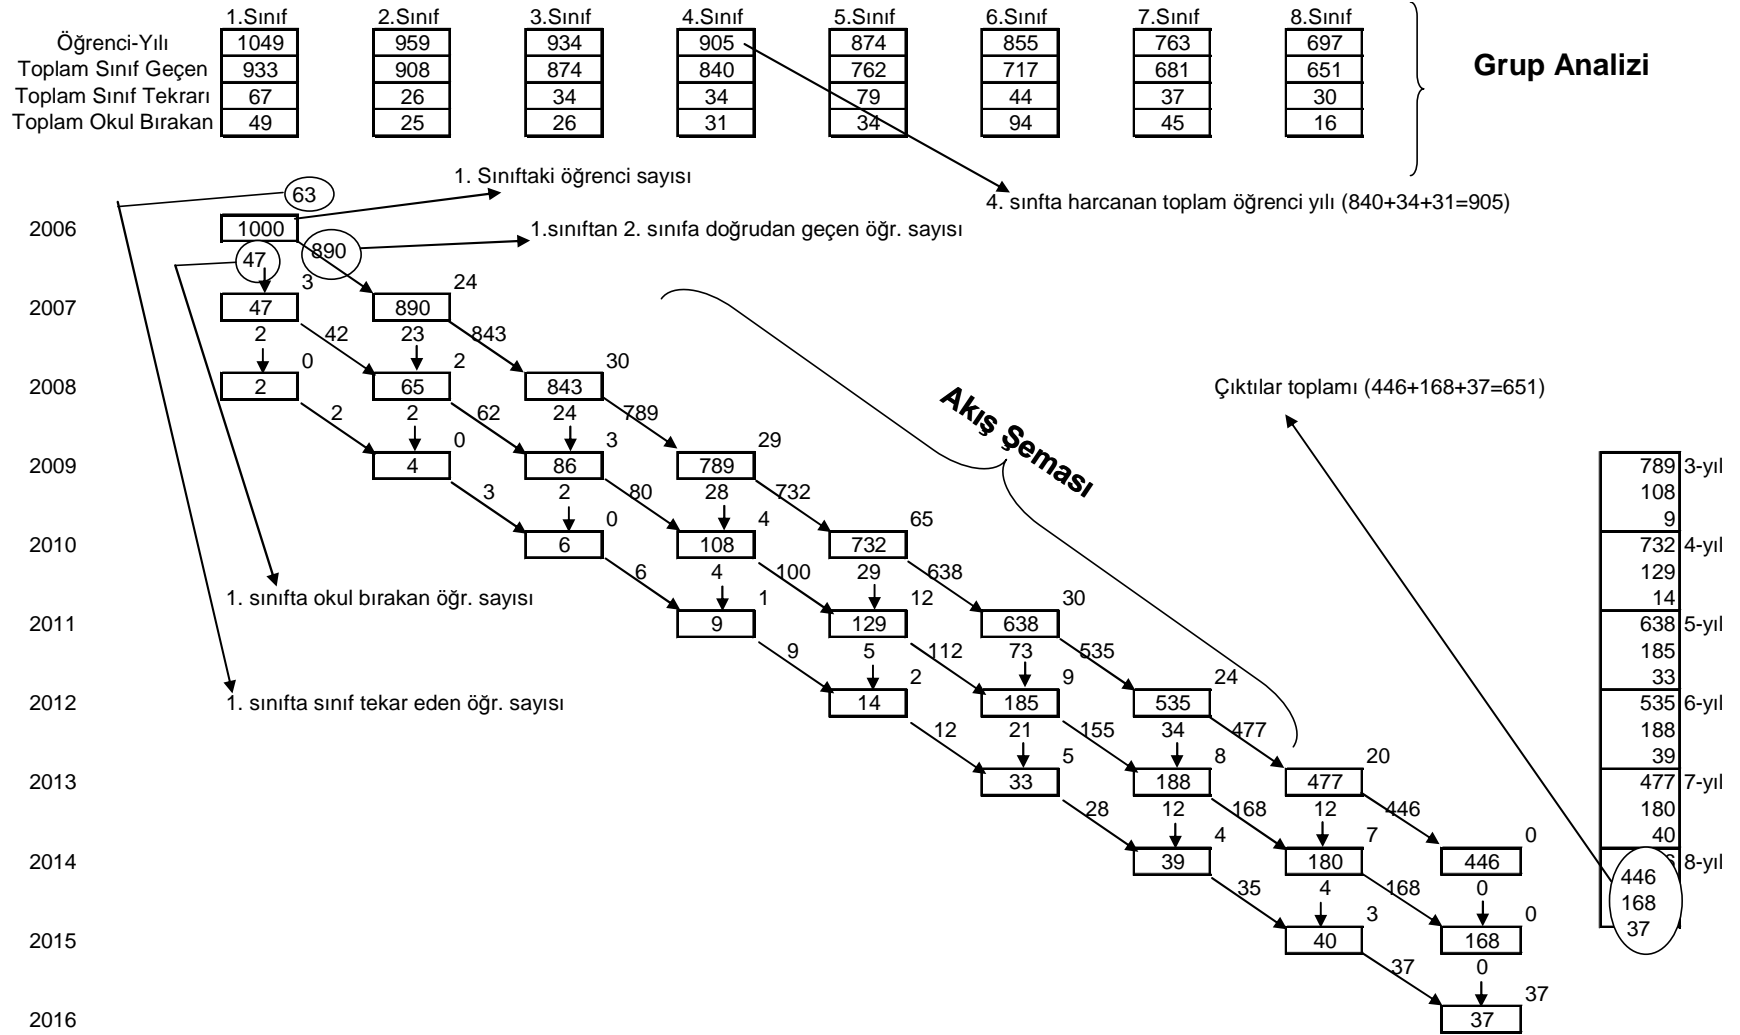 1.Sınıf 2.Sınıf 3.Sınıf 4.Sınıf 5.Sınıf 6.Sınıf 7.Sınıf 8.Sınıf
Öğrenci-Yılı 1049 959 934 905 874 855 763 697
Toplam Sınıf Geçen 933 908 874 840 762 717 681 651
Toplam Sınıf Tekrarı 67 26 34 34 79 44 37 30
Toplam Okul Bırakan 49 25 26 31 34 94 45 16
Grup Analizi
1. Sınıftaki öğrenci sayısı
63
4. sınfta harcanan toplam öğrenci yılı (840+34+31=905)
2006 1000
1.sınıftan 2. sınıfa doğrudan geçen öğr. sayısı
47 890
3 24
2007 47 890
2 42 23 843
0 2 30
2008 2 65 843
Çıktılar toplamı (446+168+37=651)
2 2 62 24 789
Akış Şeması
0 3 29
2009 4 86 789 789 3-yıl
3 2 80 28 732 108
0 4 65 9
2010 6 108 732 732 4-yıl
6 4 100 29 638 129
1. sınıfta okul bırakan öğr. sayısı
1 12 30 14
2011 9 129 638 638 5-yıl
9 5 112 73 535 185
2 9 24 33
2012 1. sınıfta sınıf tekar eden öğr. sayısı 14 185 535 535 6-yıl
12 21 155 34 477 188
5 8 20 39
2013 33 188 477 477 7-yıl
28 12 168 12 446 180
4 7 0 40
2014 39 180 446 6 8-yıl
446
35 4 168 0 168
3 0 37
2015 40 168
37 0
37
2016 37